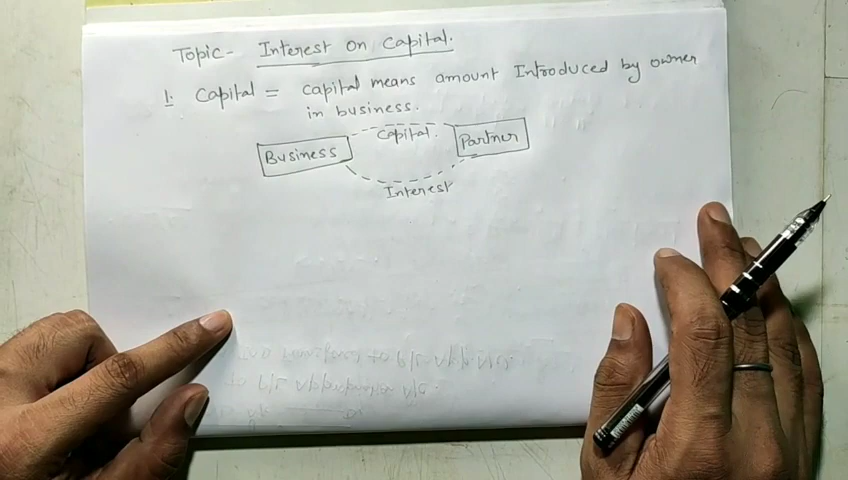 Topic- Interest on capital.
1: Capital = capital means amount Introduced by owner
in business.
Capital.
Business
Partner
Interest